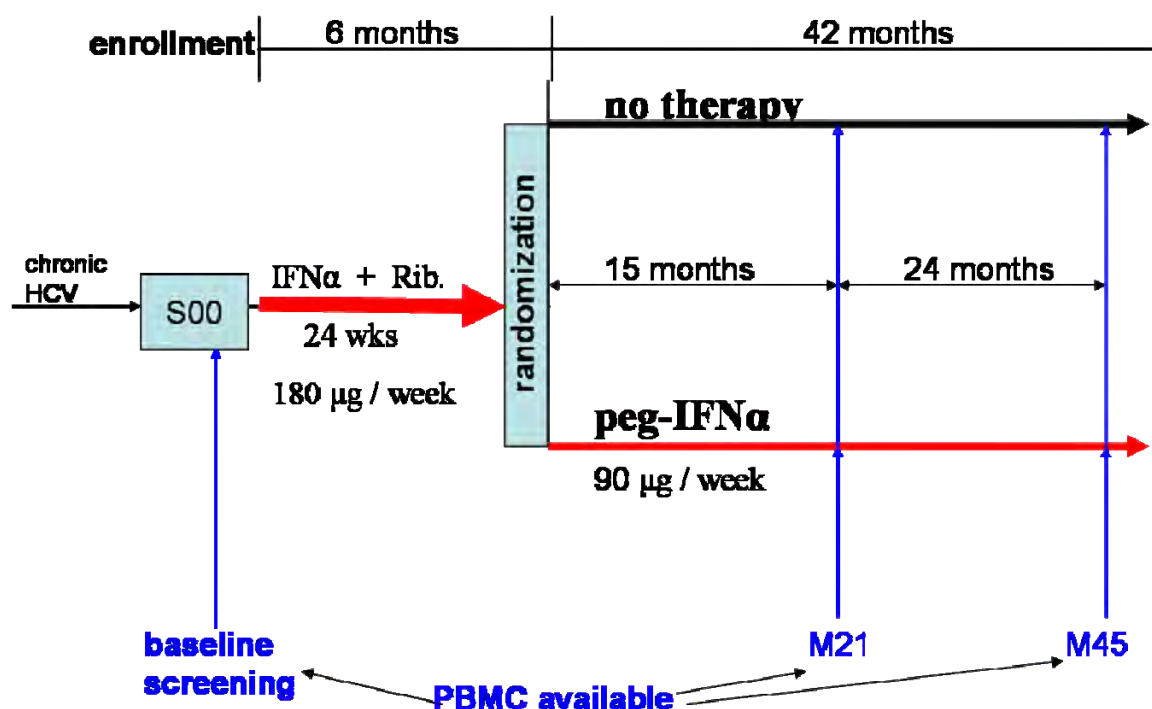 enrollment
6 months
42 months
no therapy
randomization
chronic
HCV
S00
IFNα + Rib.
24 wks
180 µg / week
15 months
24 months
peg-IFNα
90 µg / week
baseline
screening
M21
M45
PBMC available